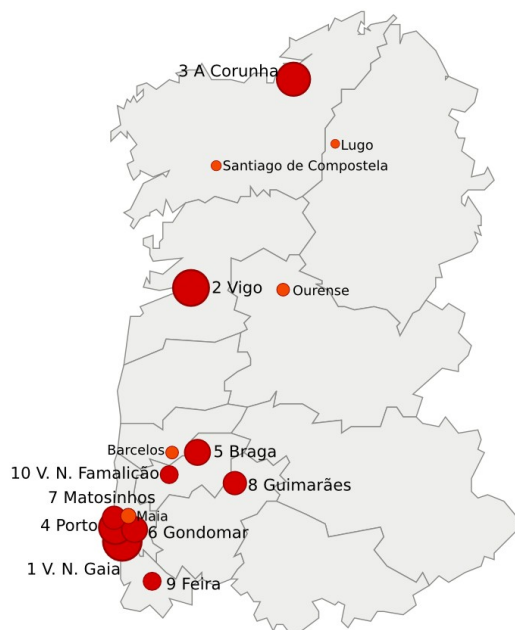 3 A Corunha
Lugo
Santiago de Compostela
2 Vigo
Ourense
Barcelos
5 Braga
10 V. N. Famalicão
8 Guimarães
7 Matosinhos
Maia
4 Porto
6 Gondomar
1 V. N. Gaia
9 Feira